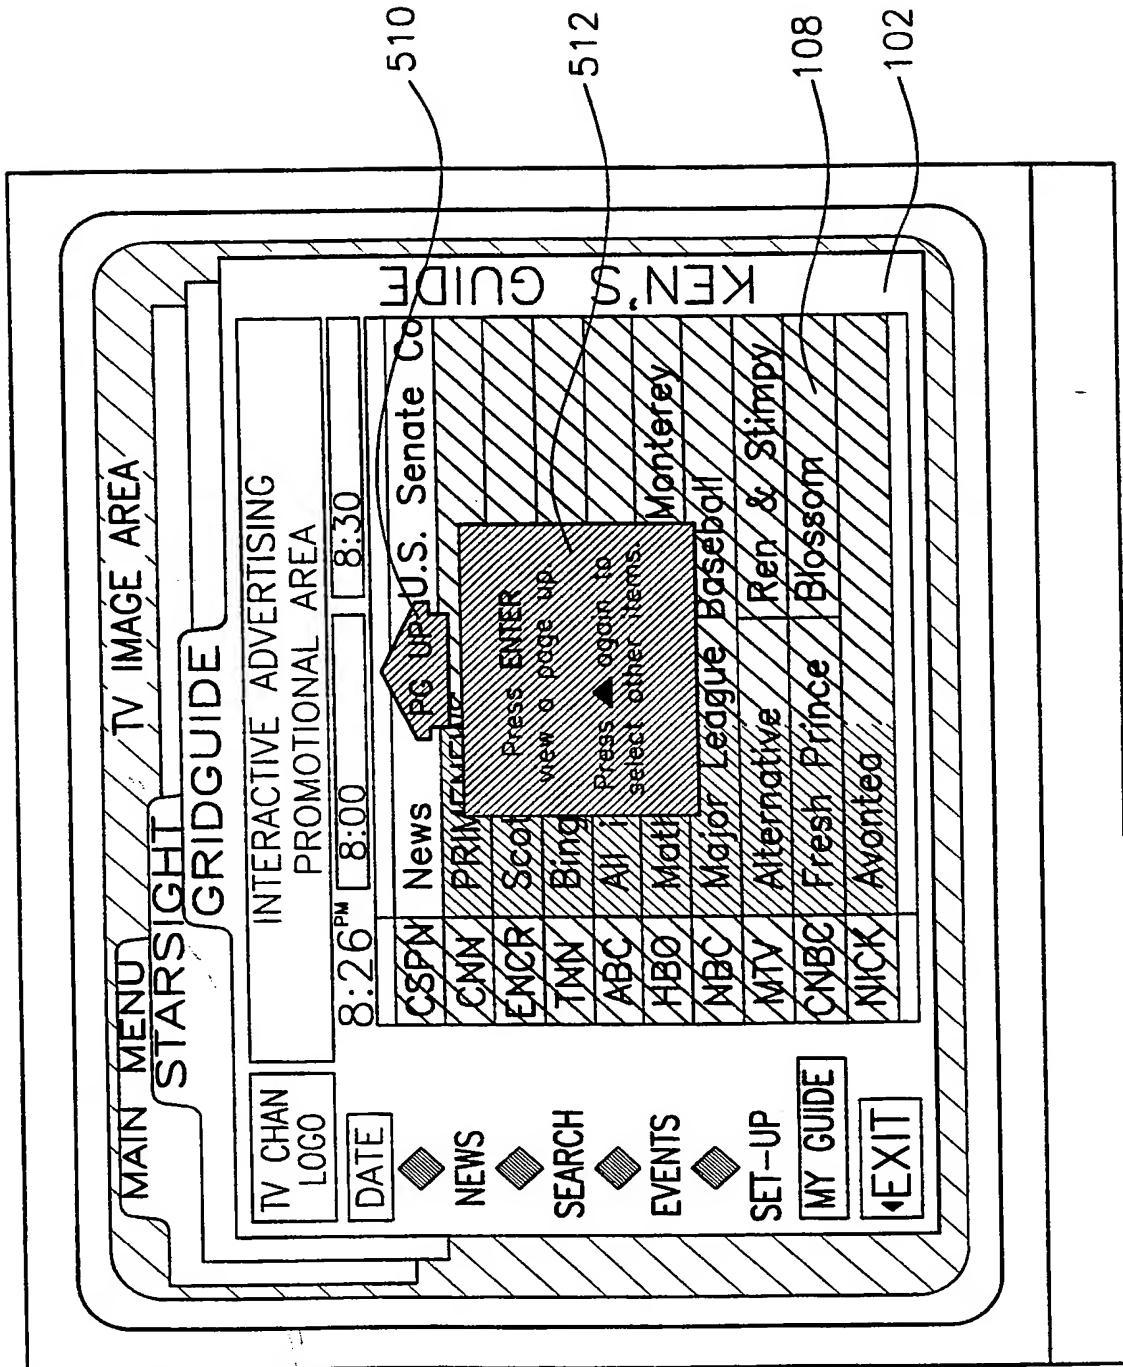 TV IMAGE AREA
MAIN MENU
STARSIGHT
GRIDGUIDE
TV CHAN LOGO
INTERACTIVE ADVERTISING
PROMOTIONAL AREA
DATE
8:26PM 8:00 8:30
NEWS
SEARCH
EVENTS
SET-UP
MY GUIDE
EXIT
CSPN News U.S. Senate Co
PG UP
CNN
ENCR Scot
TNN Bing
ABC All
HBO Math Monterey
NBC Major League Baseball
MTV Alternative Ren & Stimpy
CNBC Fresh Prince Blossom
NICK Avontea
Press ENTER
view a page up.
Press ▲ again to
select other items.
KEN'S GUIDE
510
512
108
102